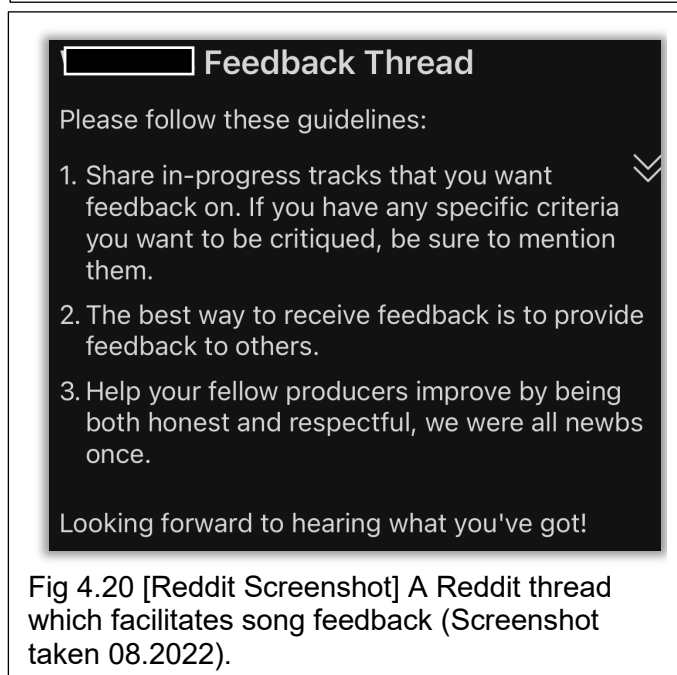 Feedback Thread
Please follow these guidelines:
1. Share in-progress tracks that you want
feedback on. If you have any specific criteria
you want to be critiqued, be sure to mention
them.
2. The best way to receive feedback is to provide
feedback to others.
3. Help your fellow producers improve by being
both honest and respectful, we were all newbs
once.
Looking forward to hearing what you've got!
Fig 4.20 [Reddit Screenshot] A Reddit thread
which facilitates song feedback (Screenshot
taken 08.2022).